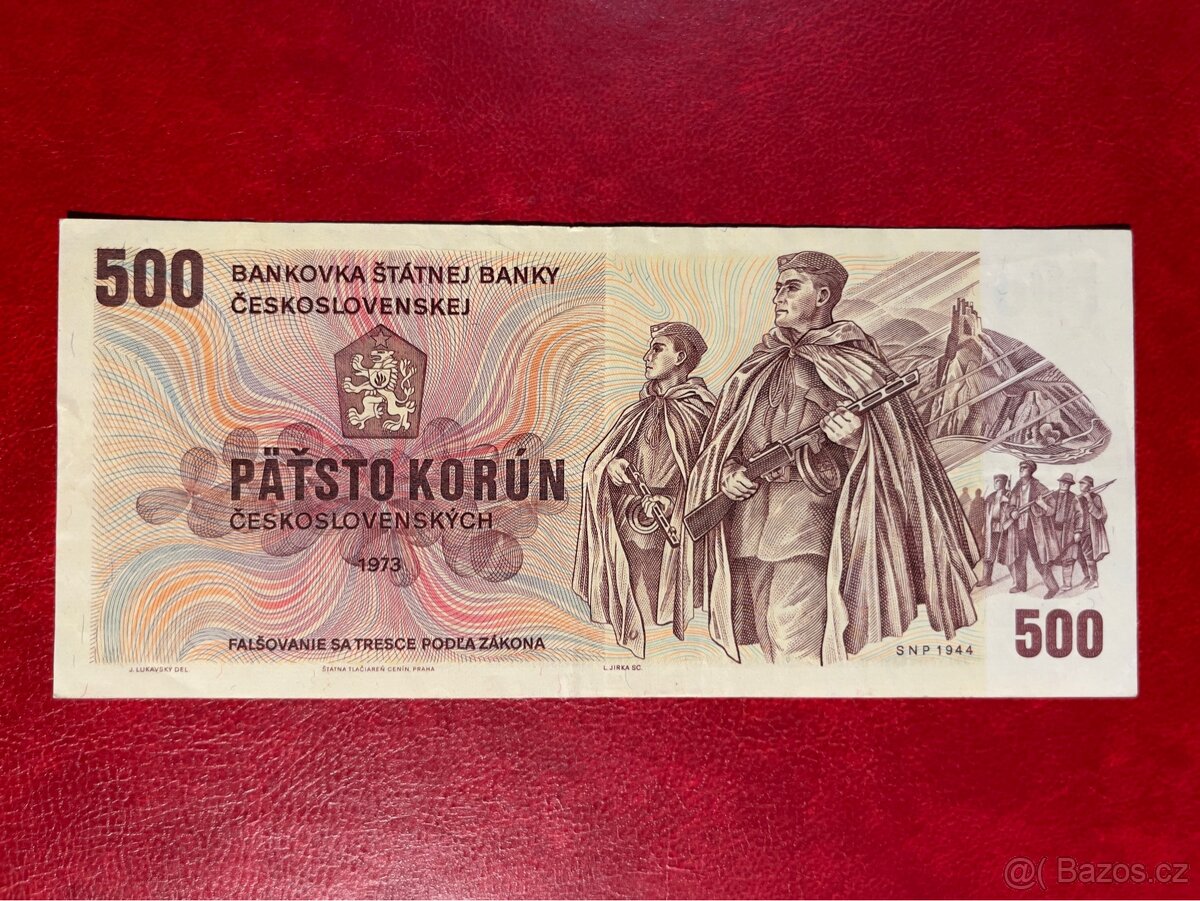 500
BANKOVKA ŠTÁTNEJ BANKY
ČESKOSLOVENSKEJ
PÄŤSTO KORÚN
ČESKOSLOVENSKÝCH
1973
FALŠOVANIE SA TRESCE PODĽA ZÁKONA
J. LUKAVSKÝ DEL
ŠTÁTNA TLAČIAREŇ CENÍN, PRAHA
L. JIRKA SC.
SNP 1944
500
@( Bazos.cz